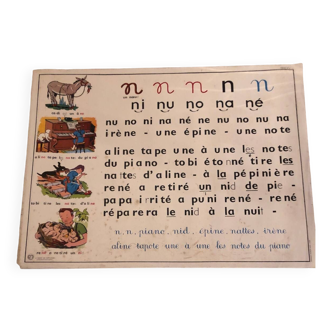 n n n n n
ni nu no na né
nu no ni na né ne nu no nu na
irène - une épine - une note
aline tape une à une les notes
du piano - tobi étonné tire les
nattes d'aline - à la pépinière
rené a retiré un nid de pie -
papa irrité a puni rené - rené
réparera le nid à la nuit -
n. n. piano. nid. épine. nattes. irène
aline tapote une à une les notes du piano